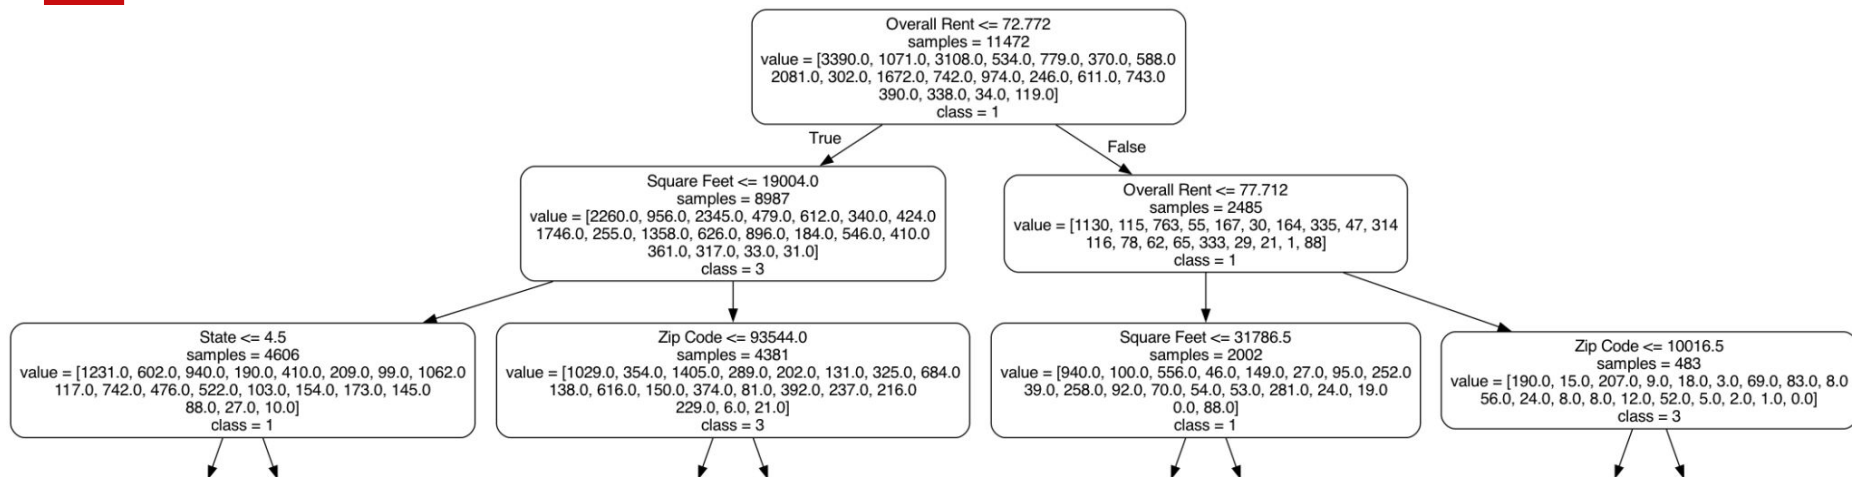 Overall Rent <= 72.772
samples = 11472
value = [3390.0, 1071.0, 3108.0, 534.0, 779.0, 370.0, 588.0
2081.0, 302.0, 1672.0, 742.0, 974.0, 246.0, 611.0, 743.0
390.0, 338.0, 34.0, 119.0]
class = 1
True
False
Square Feet <= 19004.0
samples = 8987
value = [2260.0, 956.0, 2345.0, 479.0, 612.0, 340.0, 424.0
1746.0, 255.0, 1358.0, 626.0, 896.0, 184.0, 546.0, 410.0
361.0, 317.0, 33.0, 31.0]
class = 3
Overall Rent <= 77.712
samples = 2485
value = [1130, 115, 763, 55, 167, 30, 164, 335, 47, 314
116, 78, 62, 65, 333, 29, 21, 1, 88]
class = 1
State <= 4.5
samples = 4606
value = [1231.0, 602.0, 940.0, 190.0, 410.0, 209.0, 99.0, 1062.0
117.0, 742.0, 476.0, 522.0, 103.0, 154.0, 173.0, 145.0
88.0, 27.0, 10.0]
class = 1
Zip Code <= 93544.0
samples = 4381
value = [1029.0, 354.0, 1405.0, 289.0, 202.0, 131.0, 325.0, 684.0
138.0, 616.0, 150.0, 374.0, 81.0, 392.0, 237.0, 216.0
229.0, 6.0, 21.0]
class = 3
Square Feet <= 31786.5
samples = 2002
value = [940.0, 100.0, 556.0, 46.0, 149.0, 27.0, 95.0, 252.0
39.0, 258.0, 92.0, 70.0, 54.0, 53.0, 281.0, 24.0, 19.0
0.0, 88.0]
class = 1
Zip Code <= 10016.5
samples = 483
value = [190.0, 15.0, 207.0, 9.0, 18.0, 3.0, 69.0, 83.0, 8.0
56.0, 24.0, 8.0, 8.0, 12.0, 52.0, 5.0, 2.0, 1.0, 0.0]
class = 3